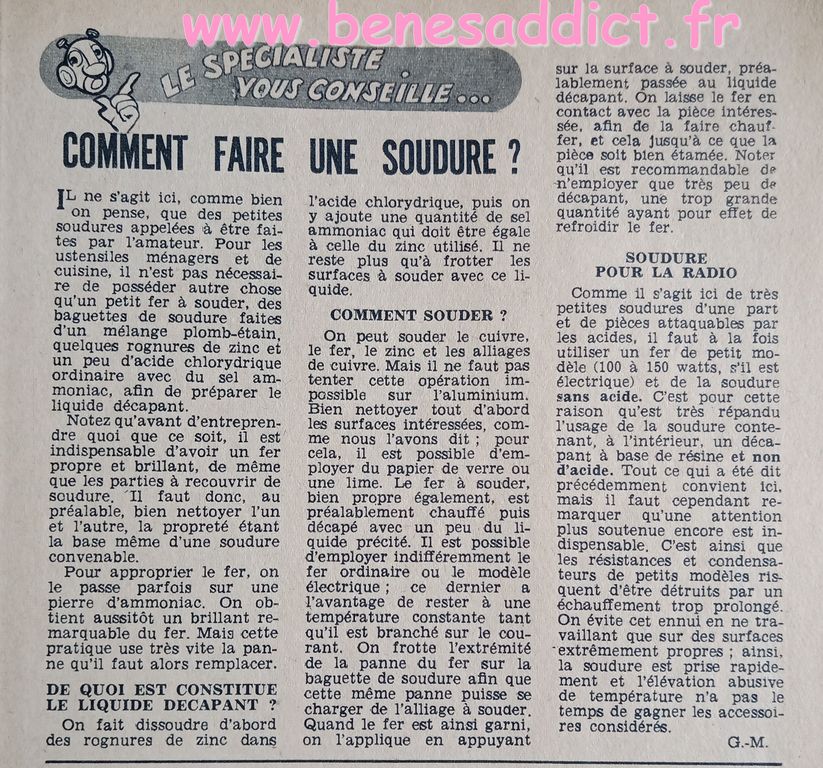 www.benesaddict.fr
LE SPECIALISTE
VOUS CONSEILLE...
COMMENT FAIRE UNE SOUDURE ?
IL ne s'agit ici, comme bien
on pense, que des petites
soudures appelées à être fai-
tes par l'amateur. Pour les
ustensiles ménagers et de
cuisine, il n'est pas nécessai-
re de posséder autre chose
qu'un petit fer à souder, des
baguettes de soudure faites
d'un mélange plomb-étain,
quelques rognures de zinc et
un peu d'acide chlorydrique
ordinaire avec du sel am-
moniac, afin de préparer le
liquide décapant.
Notez qu'avant d'entrepren-
dre quoi que ce soit, il est
indispensable d'avoir un fer
propre et brillant, de même
que les parties à recouvrir de
soudure. Il faut donc, au
préalable, bien nettoyer l'un
et l'autre, la propreté étant
la base même d'une soudure
convenable.
Pour approprier le fer, on
le passe parfois sur une
pierre d'ammoniac. On ob-
tient aussitôt un brillant re-
marquable du fer. Mais cette
pratique use très vite la pan-
ne qu'il faut alors remplacer.
DE QUOI EST CONSTITUE
LE LIQUIDE DECAPANT ?
On fait dissoudre d'abord
des rognures de zinc dans
l'acide chlorydrique, puis on
y ajoute une quantité de sel
ammoniac qui doit être égale
à celle du zinc utilisé. Il ne
reste plus qu'à frotter les
surfaces à souder avec ce li-
quide.
COMMENT SOUDER ?
On peut souder le cuivre,
le fer, le zinc et les alliages
de cuivre. Mais il ne faut pas
tenter cette opération im-
possible sur l'aluminium.
Bien nettoyer tout d'abord
les surfaces intéressées, com-
me nous l'avons dit ; pour
cela, il est possible d'em-
ployer du papier de verre ou
une lime. Le fer à souder,
bien propre également, est
préalablement chauffé puis
décapé avec un peu du li-
quide précité. Il est possible
d'employer indifféremment le
fer ordinaire ou le modèle
électrique ; ce dernier a
l'avantage de rester à une
température constante tant
qu'il est branché sur le cou-
rant. On frotte l'extrémité
de la panne du fer sur la
baguette de soudure afin que
cette même panne puisse se
charger de l'alliage à souder.
Quand le fer est ainsi garni,
on l'applique en appuyant
sur la surface à souder, préa-
lablement passée au liquide
décapant. On laisse le fer en
contact avec la pièce intéres-
sée, afin de la faire chauf-
fer, et cela jusqu'à ce que la
pièce soit bien étamée. Noter
qu'il est recommandable de
n'employer que très peu de
décapant, une trop grande
quantité ayant pour effet de
refroidir le fer.
SOUDURE
POUR LA RADIO
Comme il s'agit ici de très
petites soudures d'une part
et de pièces attaquables par
les acides, il faut à la fois
utiliser un fer de petit mo-
dèle (100 à 150 watts, s'il est
électrique) et de la soudure
sans acide. C'est pour cette
raison qu'est très répandu
l'usage de la soudure conte-
nant, à l'intérieur, un déca-
pant à base de résine et non
d'acide. Tout ce qui a été dit
précédemment convient ici,
mais il faut cependant re-
marquer qu'une attention
plus soutenue encore est in-
dispensable. C'est ainsi que
les résistances et condensa-
teurs de petits modèles ris-
quent d'être détruits par un
échauffement trop prolongé.
On évite cet ennui en ne tra-
vaillant que sur des surfaces
extrêmement propres ; ainsi,
la soudure est prise rapide-
ment et l'élévation abusive
de température n'a pas le
temps de gagner les accessoi-
res considérés.
G.-M.